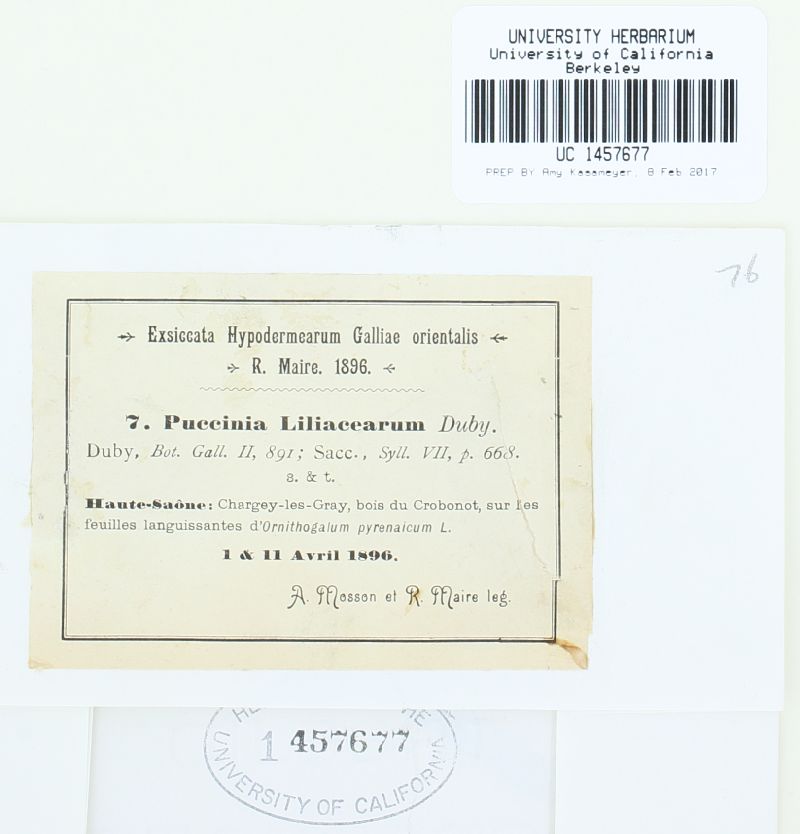 UNIVERSITY HERBARIUM
University of California
Berkeley
UC 1457677
PREP BY Amy Kasameyer, 8 Feb 2017
76
Exsiccata Hypodermearum Galliae orientalis
R. Maire. 1896.
7. Puccinia Liliacearum Duby.
Duby, Bot. Gall. II, 891; Sacc., Syll. VII, p. 668.
s. & t.
Haute-Saône: Chargey-les-Gray, bois du Crobonot, sur les
feuilles languissantes d'Ornithogalum pyrenaicum L.
1 & 11 Avril 1896.
A. Mosson et R. Maire leg.
1 457677
UNIVERSITY OF CALIFORNIA